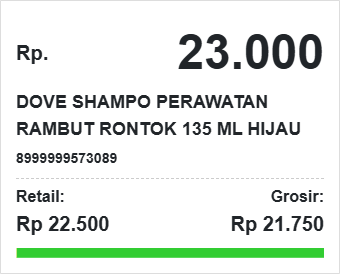 Rp. 23.000
DOVE SHAMPO PERAWATAN
RAMBUT RONTOK 135 ML HIJAU
8999999573089
Retail: Grosir:
Rp 22.500 Rp 21.750